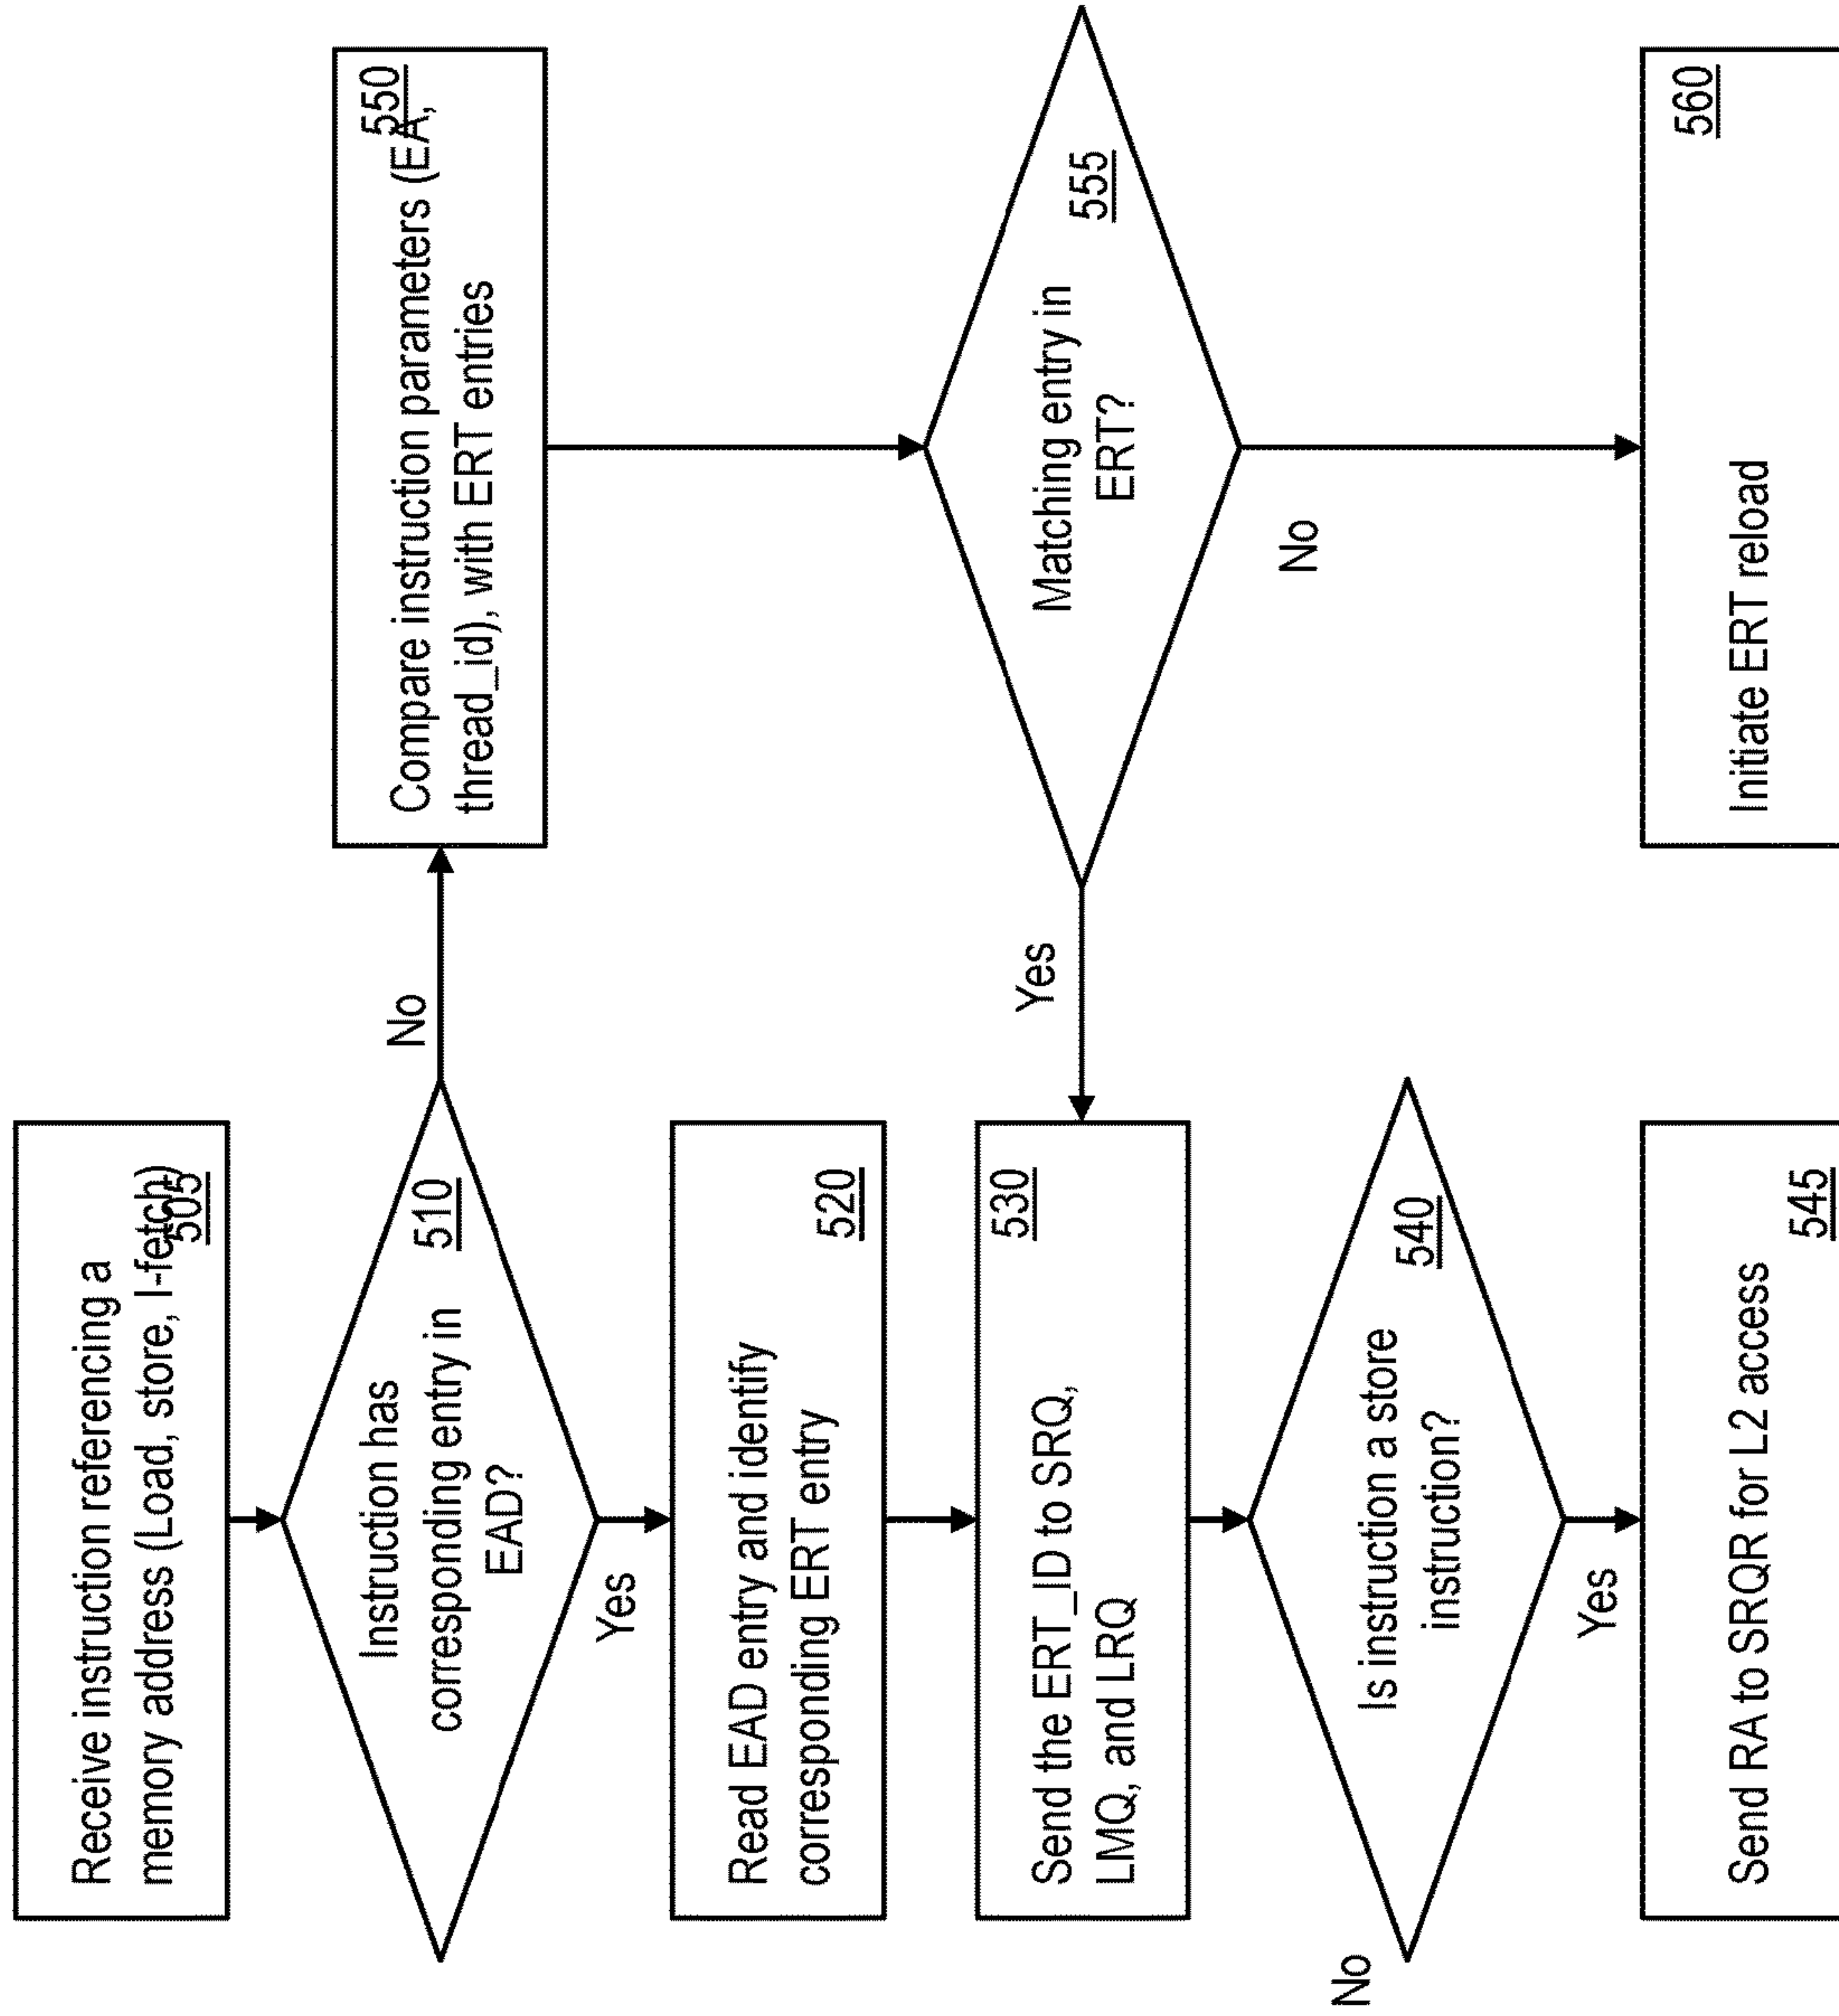 Receive instruction referencing a
memory address (Load, store, I-fetch)
505
Instruction has
corresponding entry in
EAD?
510
No
Yes
Read EAD entry and identify
corresponding ERT entry
520
Send the ERT_ID to SRQ,
LMQ, and LRQ
530
Is instruction a store
instruction?
540
No
Yes
Send RA to SRQR for L2 access
545
550
Compare instruction parameters (EA,
thread_id), with ERT entries
Matching entry in
ERT?
555
Yes
No
Initiate ERT reload
560